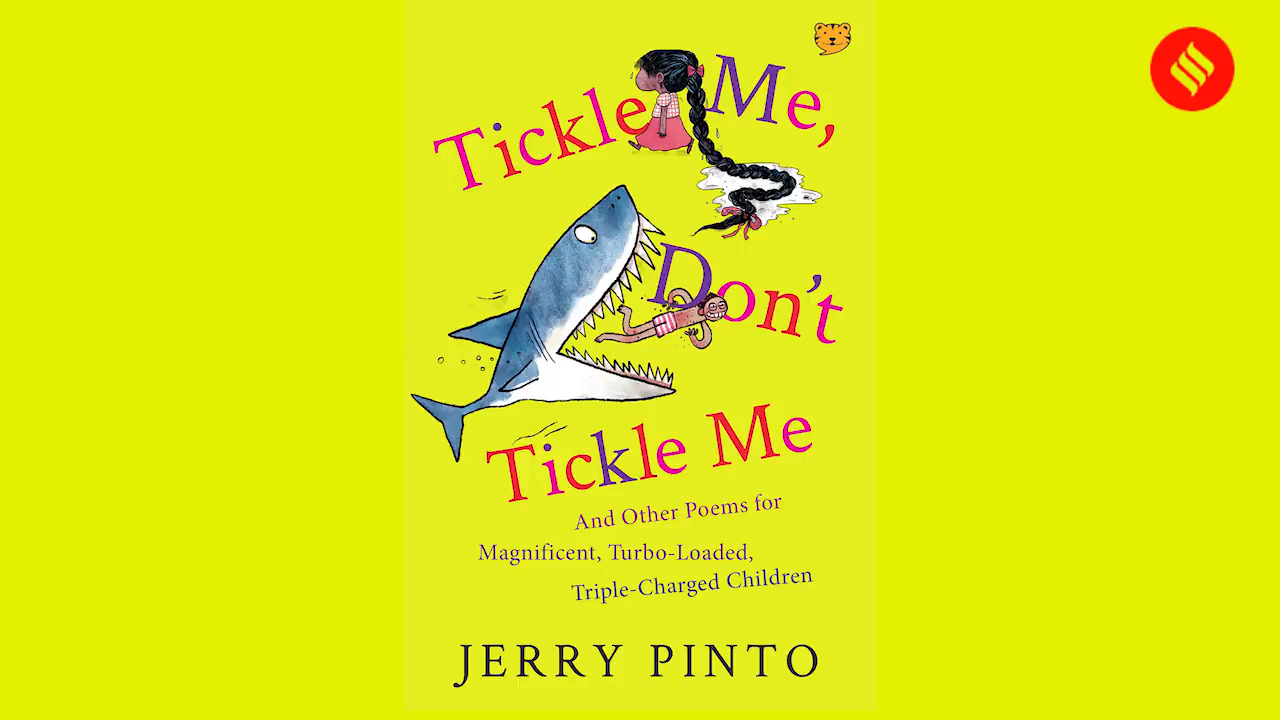 Tickle Me,
Don't
Tickle Me
And Other Poems for
Magnificent, Turbo-Loaded,
Triple-Charged Children
JERRY PINTO